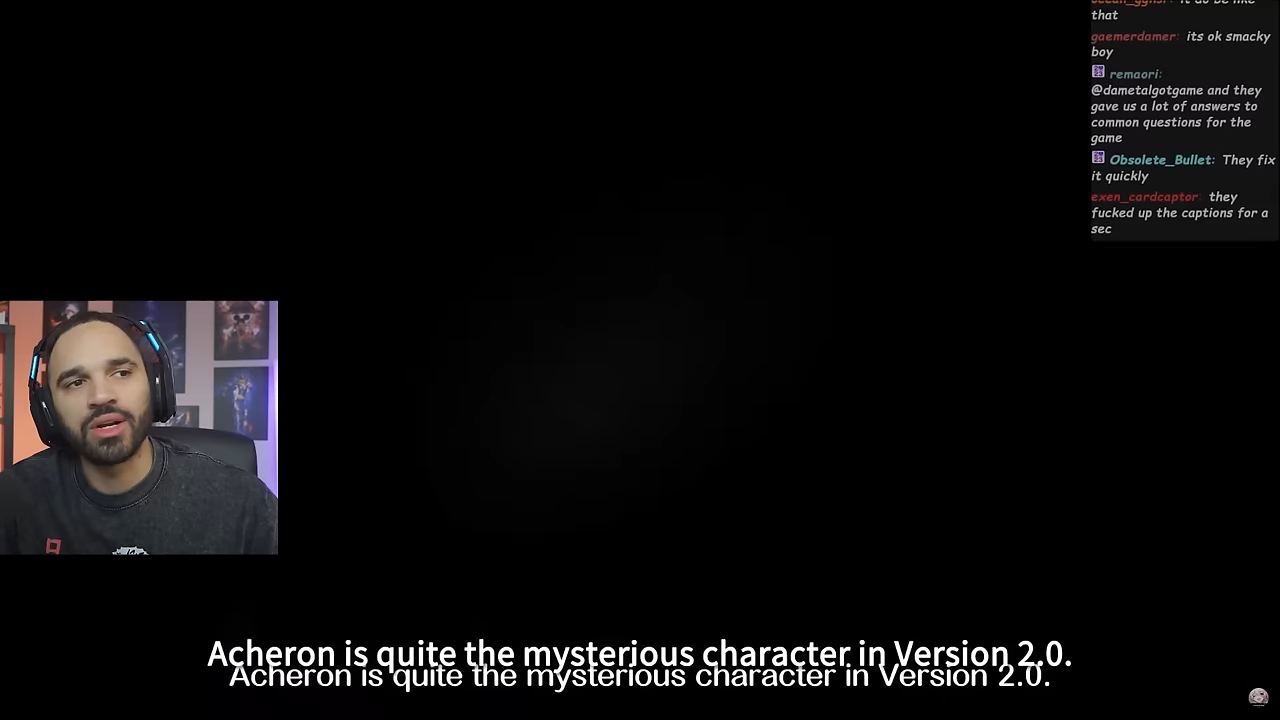 that
gaemerdamer: its ok smacky
boy
remaori:
@dametalgotgame and they
gave us a lot of answers to
common questions for the
game
Obsolete_Bullet: They fix
it quickly
exen_cardcaptor: they
fucked up the captions for a
sec
Acheron is quite the mysterious character in Version 2.0.
Acheron is quite the mysterious character in Version 2.0.